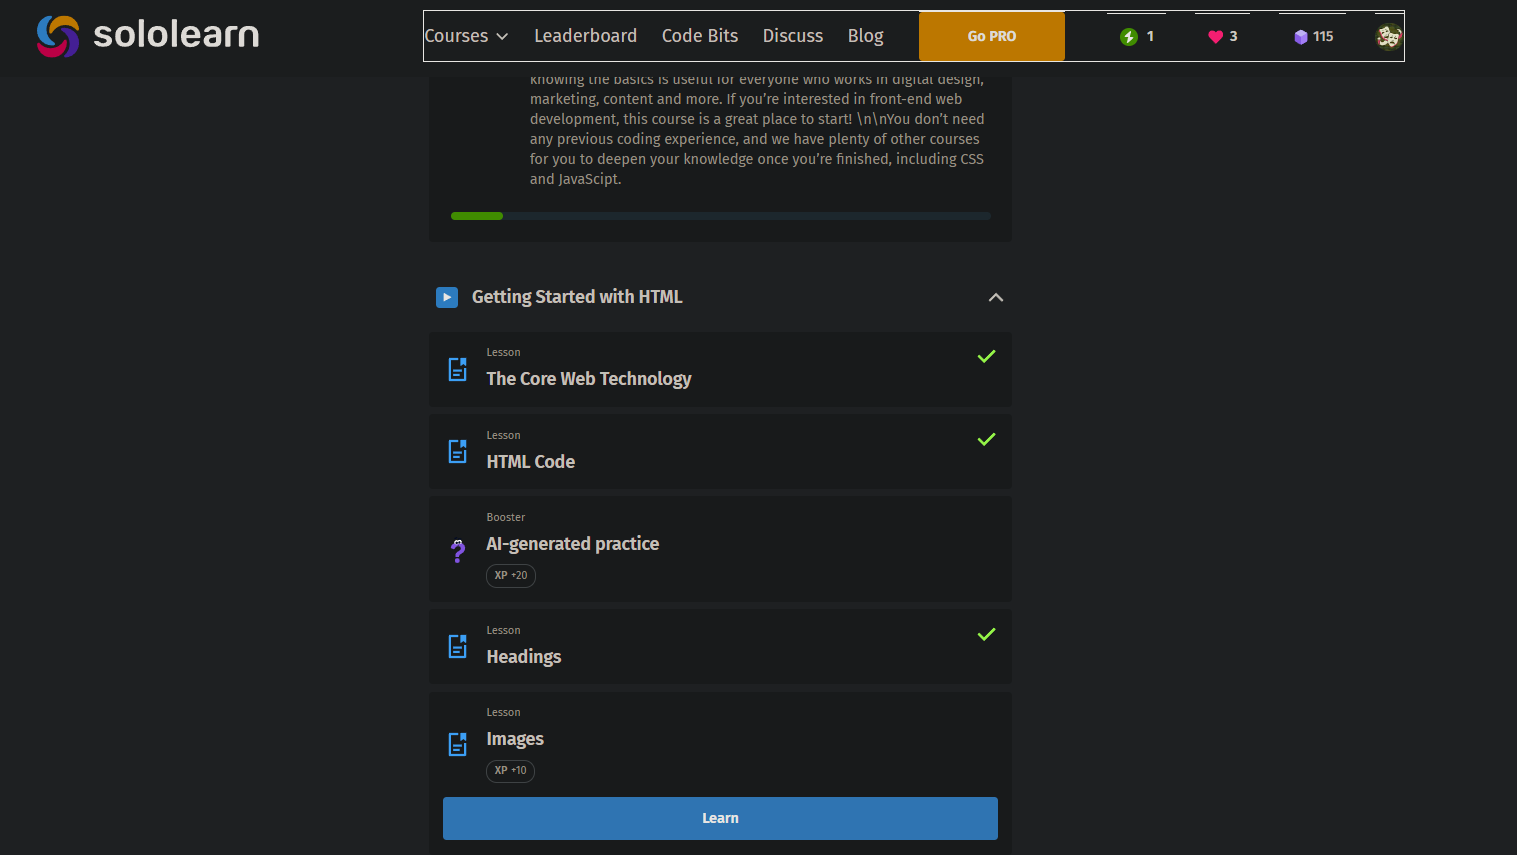 sololearn
Courses Leaderboard Code Bits Discuss Blog Go PRO 1 3 115
knowing the basics is useful for everyone who works in digital design,
marketing, content and more. If you’re interested in front-end web
development, this course is a great place to start! \n\nYou don’t need
any previous coding experience, and we have plenty of other courses
for you to deepen your knowledge once you’re finished, including CSS
and JavaScipt.
Getting Started with HTML
Lesson
The Core Web Technology
Lesson
HTML Code
Booster
AI-generated practice
XP +20
Lesson
Headings
Lesson
Images
XP +10
Learn